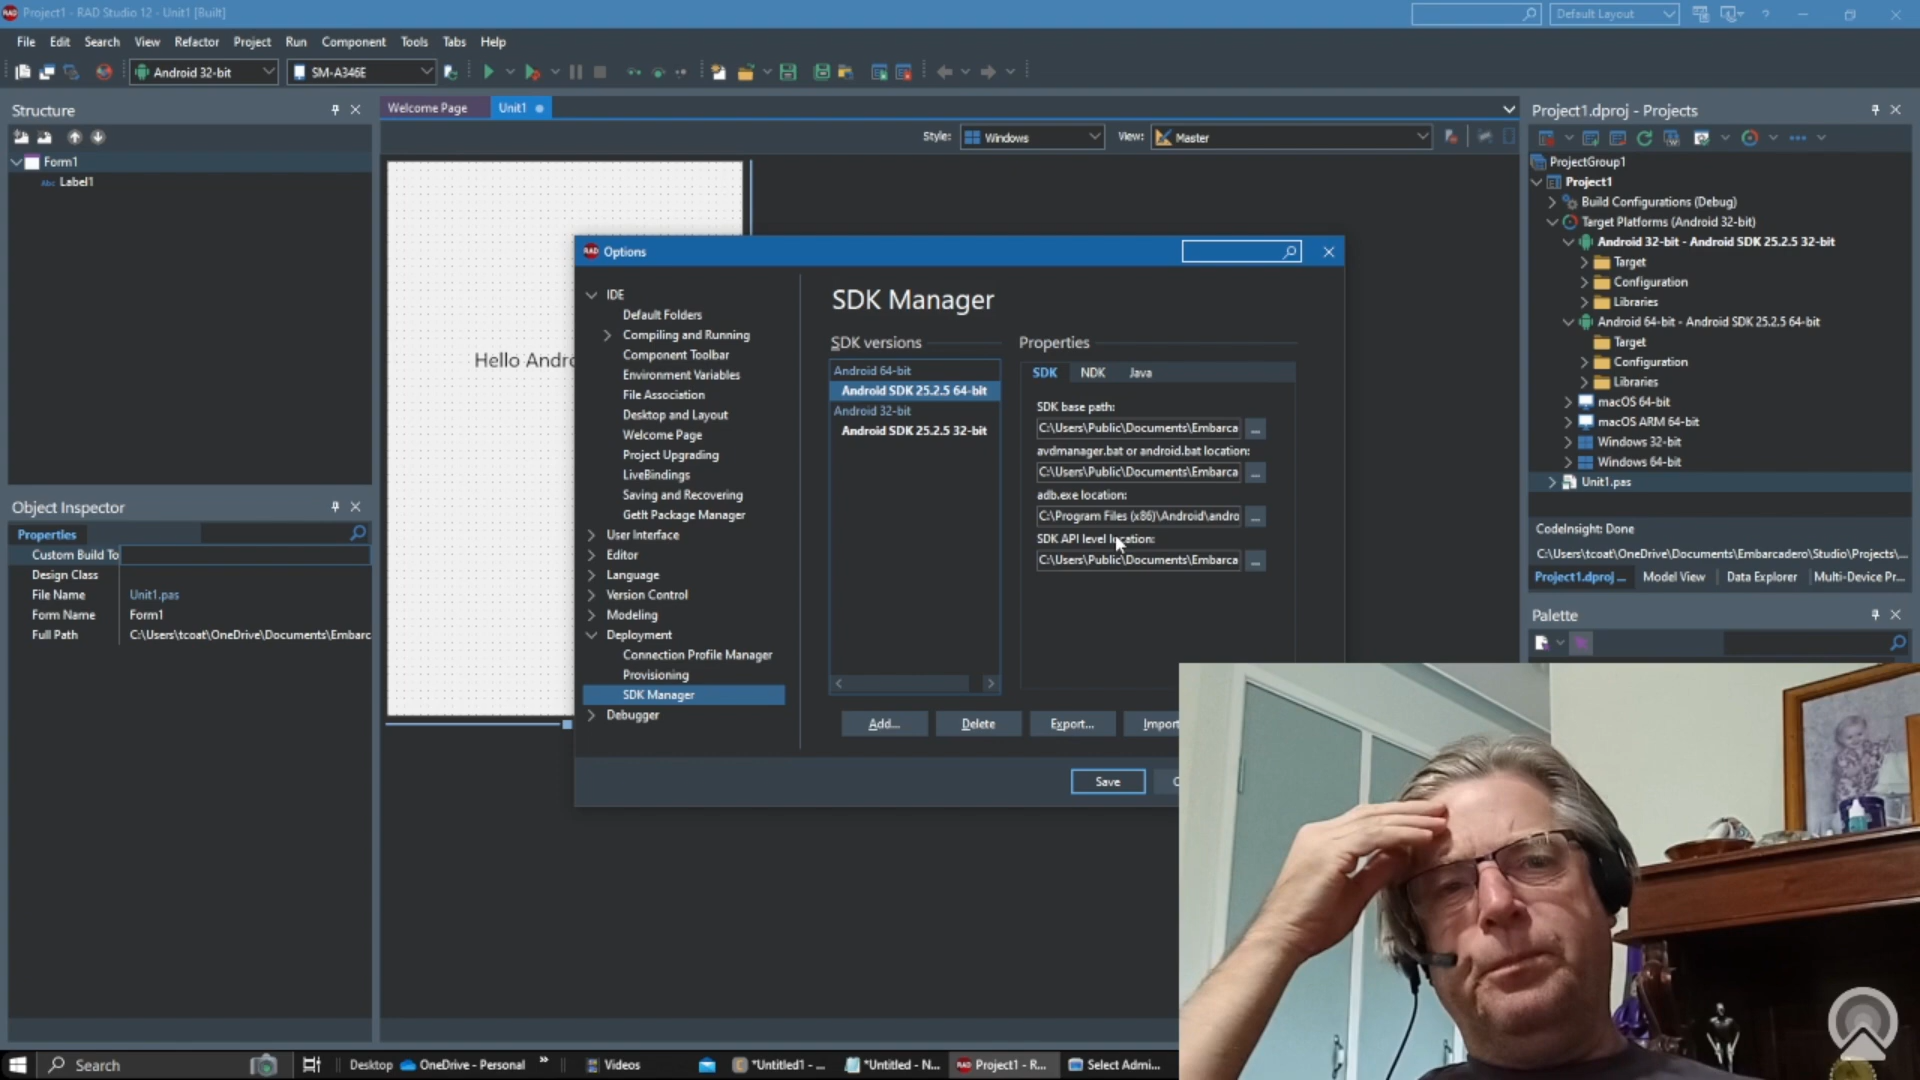 Project1 - RAD Studio 12 - Unit1 [Built]
Default Layout
File Edit Search View Refactor Project Run Component Tools Tabs Help
Android 32-bit
SM-A346E
Structure
Form1
Label1
Object Inspector
Properties
Custom Build To
Design Class
File Name Unit1.pas
Form Name Form1
Full Path C:\Users\tcoat\OneDrive\Documents\Embarc
Welcome Page Unit1
Style: Windows View: Master
Hello Andro
Options
IDE
Default Folders
Compiling and Running
Component Toolbar
Environment Variables
File Association
Desktop and Layout
Welcome Page
Project Upgrading
LiveBindings
Saving and Recovering
GetIt Package Manager
User Interface
Editor
Language
Version Control
Modeling
Deployment
Connection Profile Manager
Provisioning
SDK Manager
Debugger
SDK Manager
SDK versions
Android 64-bit
Android SDK 25.2.5 64-bit
Android 32-bit
Android SDK 25.2.5 32-bit
Properties
SDK NDK Java
SDK base path:
C:\Users\Public\Documents\Embarca ...
avdmanager.bat or android.bat location:
C:\Users\Public\Documents\Embarca ...
adb.exe location:
C:\Program Files (x86)\Android\andro ...
SDK API level location:
C:\Users\Public\Documents\Embarca ...
Add... Delete Export... Import
Save
Project1.dproj - Projects
ProjectGroup1
Project1
Build Configurations (Debug)
Target Platforms (Android 32-bit)
Android 32-bit - Android SDK 25.2.5 32-bit
Target
Configuration
Libraries
Android 64-bit - Android SDK 25.2.5 64-bit
Target
Configuration
Libraries
macOS 64-bit
macOS ARM 64-bit
Windows 32-bit
Windows 64-bit
Unit1.pas
CodeInsight: Done
C:\Users\tcoat\OneDrive\Documents\Embarcadero\Studio\Projects\...
Project1.dproj ... Model View Data Explorer Multi-Device Pr...
Palette
Search Desktop OneDrive - Personal Videos *Untitled1 - ... *Untitled - N... Project1 - R... Select Admi...